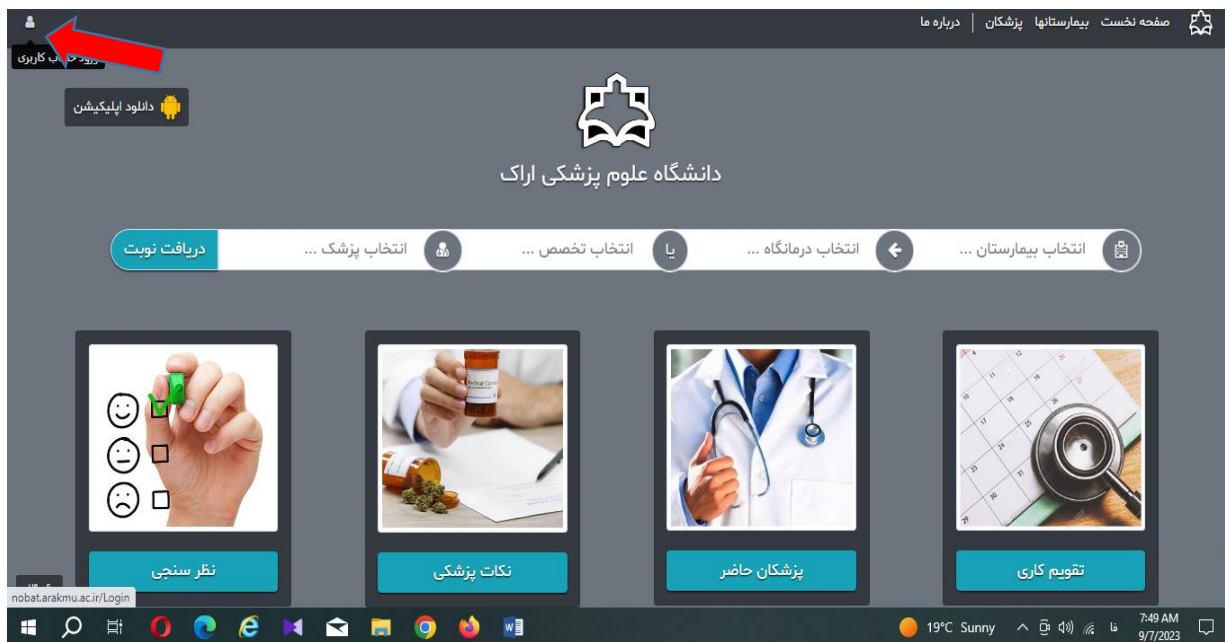 صفحه نخست بیمارستانها پزشکان | درباره ما
کاربری
دانلود اپلیکیشن
دانشگاه علوم پزشکی اراک
انتخاب بیمارستان ... انتخاب درمانگاه ... یا انتخاب تخصص ... انتخاب پزشک ... دریافت نوبت
تقویم کاری پزشکان حاضر نکات پزشکی نظر سنجی
nobat.arakmu.ac.ir/Login
19°C Sunny فا 7:49 AM
9/7/2023